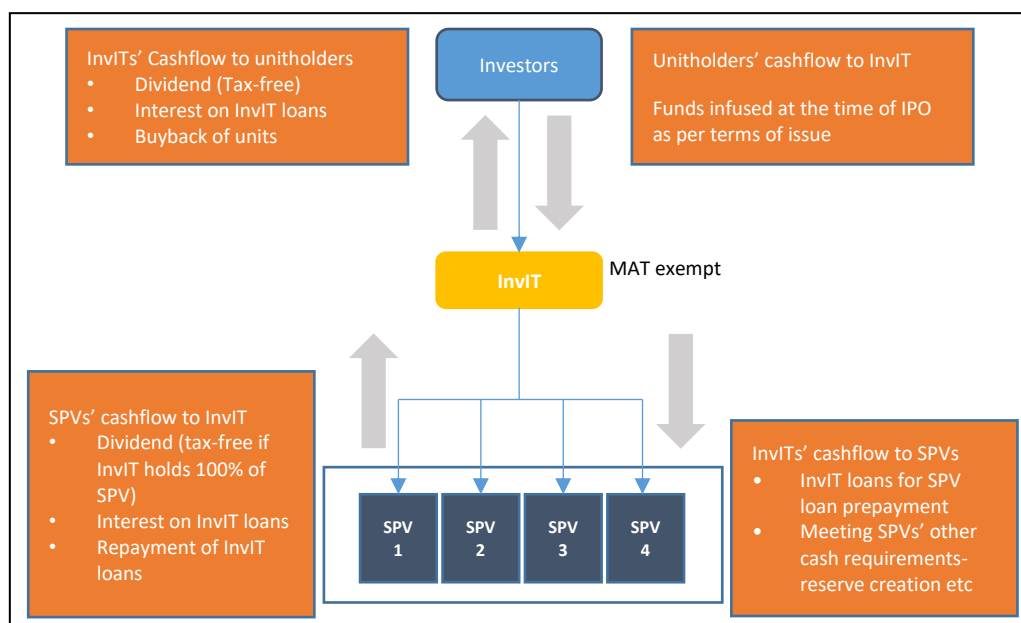 InvITs' Cashflow to unitholders
• Dividend (Tax-free)
• Interest on InvIT loans
• Buyback of units
Investors
Unitholders' cashflow to InvIT
Funds infused at the time of IPO
as per terms of issue
InvIT
MAT exempt
SPVs' cashflow to InvIT
• Dividend (tax-free if
InvIT holds 100% of
SPV)
• Interest on InvIT loans
• Repayment of InvIT
loans
SPV
1
SPV
2
SPV
3
SPV
4
InvITs' cashflow to SPVs
• InvIT loans for SPV
loan prepayment
• Meeting SPVs' other
cash requirements-
reserve creation etc